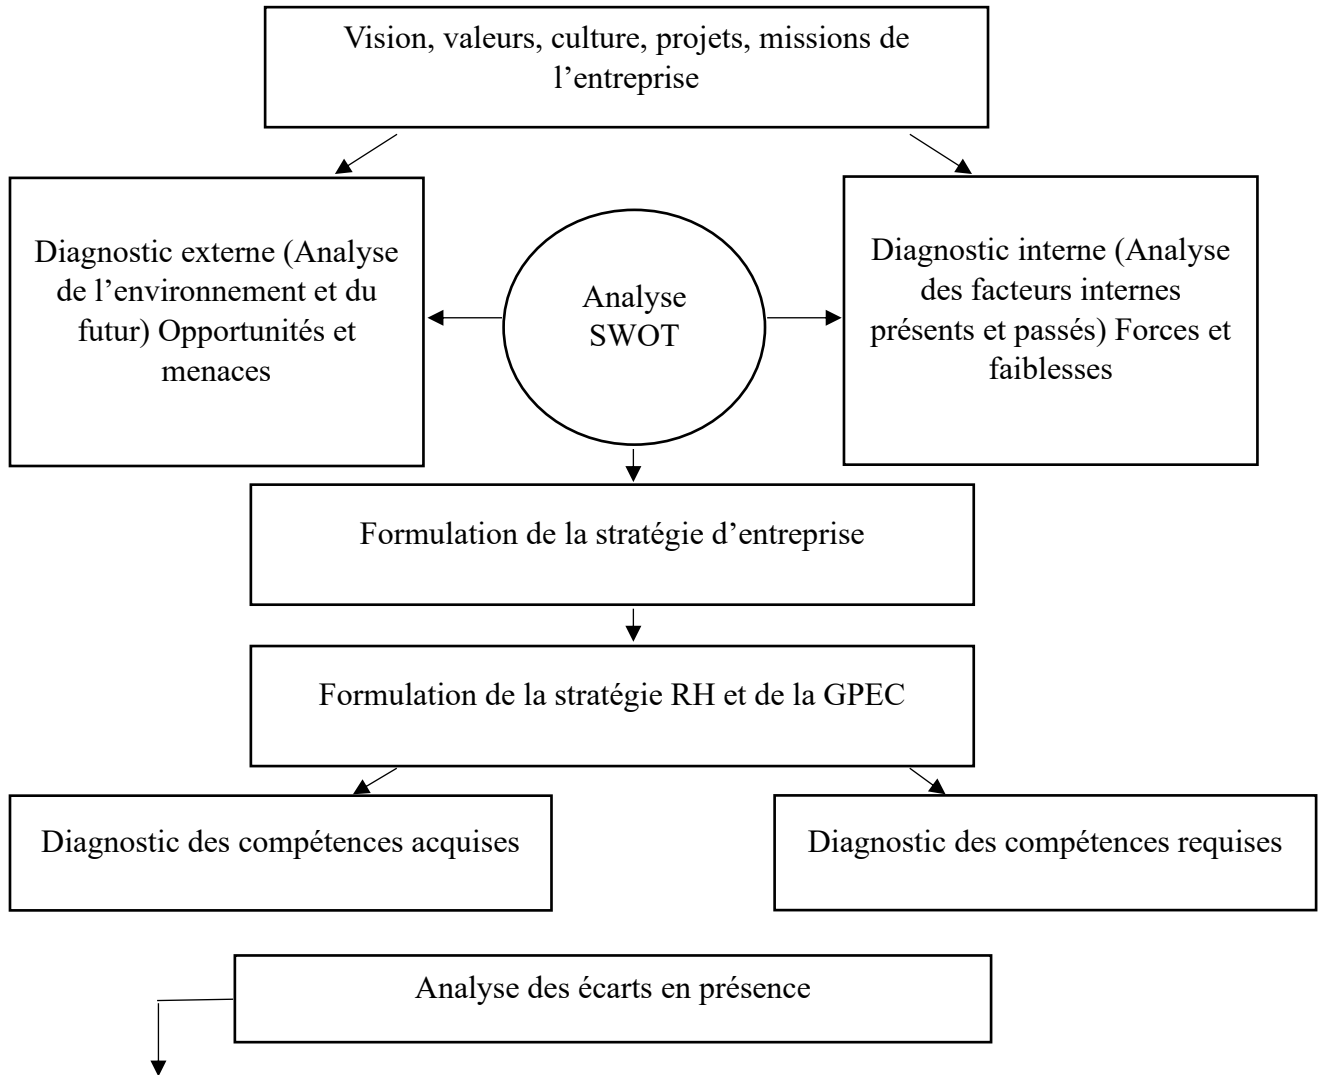 Vision, valeurs, culture, projets, missions de
l’entreprise
Diagnostic externe (Analyse
de l’environnement et du
futur) Opportunités et
menaces
Analyse
SWOT
Diagnostic interne (Analyse
des facteurs internes
présents et passés) Forces et
faiblesses
Formulation de la stratégie d’entreprise
Formulation de la stratégie RH et de la GPEC
Diagnostic des compétences acquises
Diagnostic des compétences requises
Analyse des écarts en présence